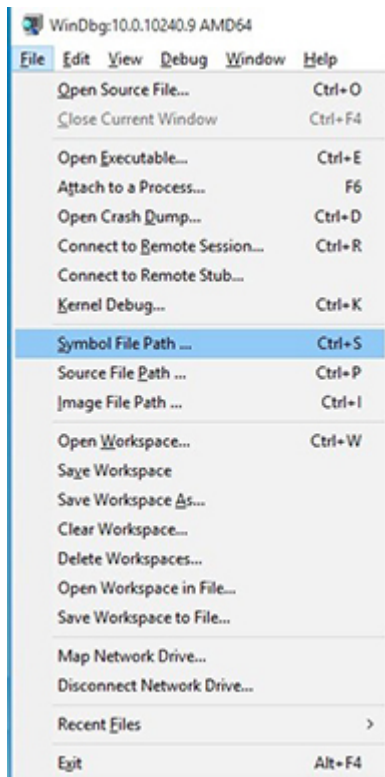 WinDbg:10.0.10240.9 AMD64
File Edit View Debug Window Help
Open Source File... Ctrl+O
Close Current Window Ctrl+F4
Open Executable... Ctrl+E
Attach to a Process... F6
Open Crash Dump... Ctrl+D
Connect to Remote Session... Ctrl+R
Connect to Remote Stub...
Kernel Debug... Ctrl+K
Symbol File Path ... Ctrl+S
Source File Path ... Ctrl+P
Image File Path ... Ctrl+I
Open Workspace... Ctrl+W
Save Workspace
Save Workspace As...
Clear Workspace...
Delete Workspaces...
Open Workspace in File...
Save Workspace to File...
Map Network Drive...
Disconnect Network Drive...
Recent Files >
Exit Alt+F4